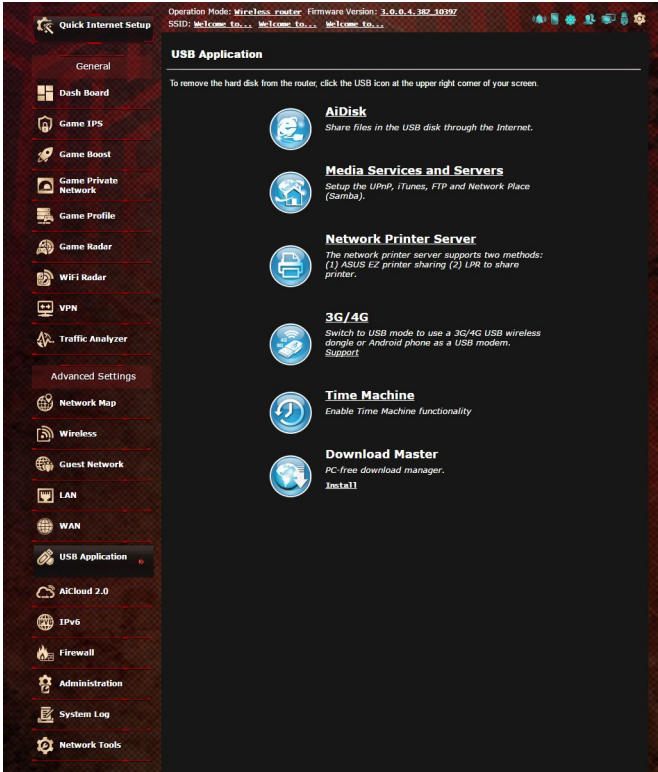 Quick Internet Setup
Operation Mode: Wireless router Firmware Version: 3.0.0.4.382_10397
SSID: Welcome to... Welcome to... Welcome to...
General
Dash Board
Game IPS
Game Boost
Game Private
Network
Game Profile
Game Radar
WiFi Radar
VPN
Traffic Analyzer
Advanced Settings
Network Map
Wireless
Guest Network
LAN
WAN
USB Application
AiCloud 2.0
IPv6
Firewall
Administration
System Log
Network Tools
USB Application
To remove the hard disk from the router, click the USB icon at the upper right corner of your screen.
AiDisk
Share files in the USB disk through the Internet.
Media Services and Servers
Setup the UPnP, iTunes, FTP and Network Place
(Samba).
Network Printer Server
The network printer server supports two methods:
(1) ASUS EZ printer sharing (2) LPR to share
printer.
3G/4G
Switch to USB mode to use a 3G/4G USB wireless
dongle or Android phone as a USB modem.
Support
Time Machine
Enable Time Machine functionality
Download Master
PC-free download manager.
Install